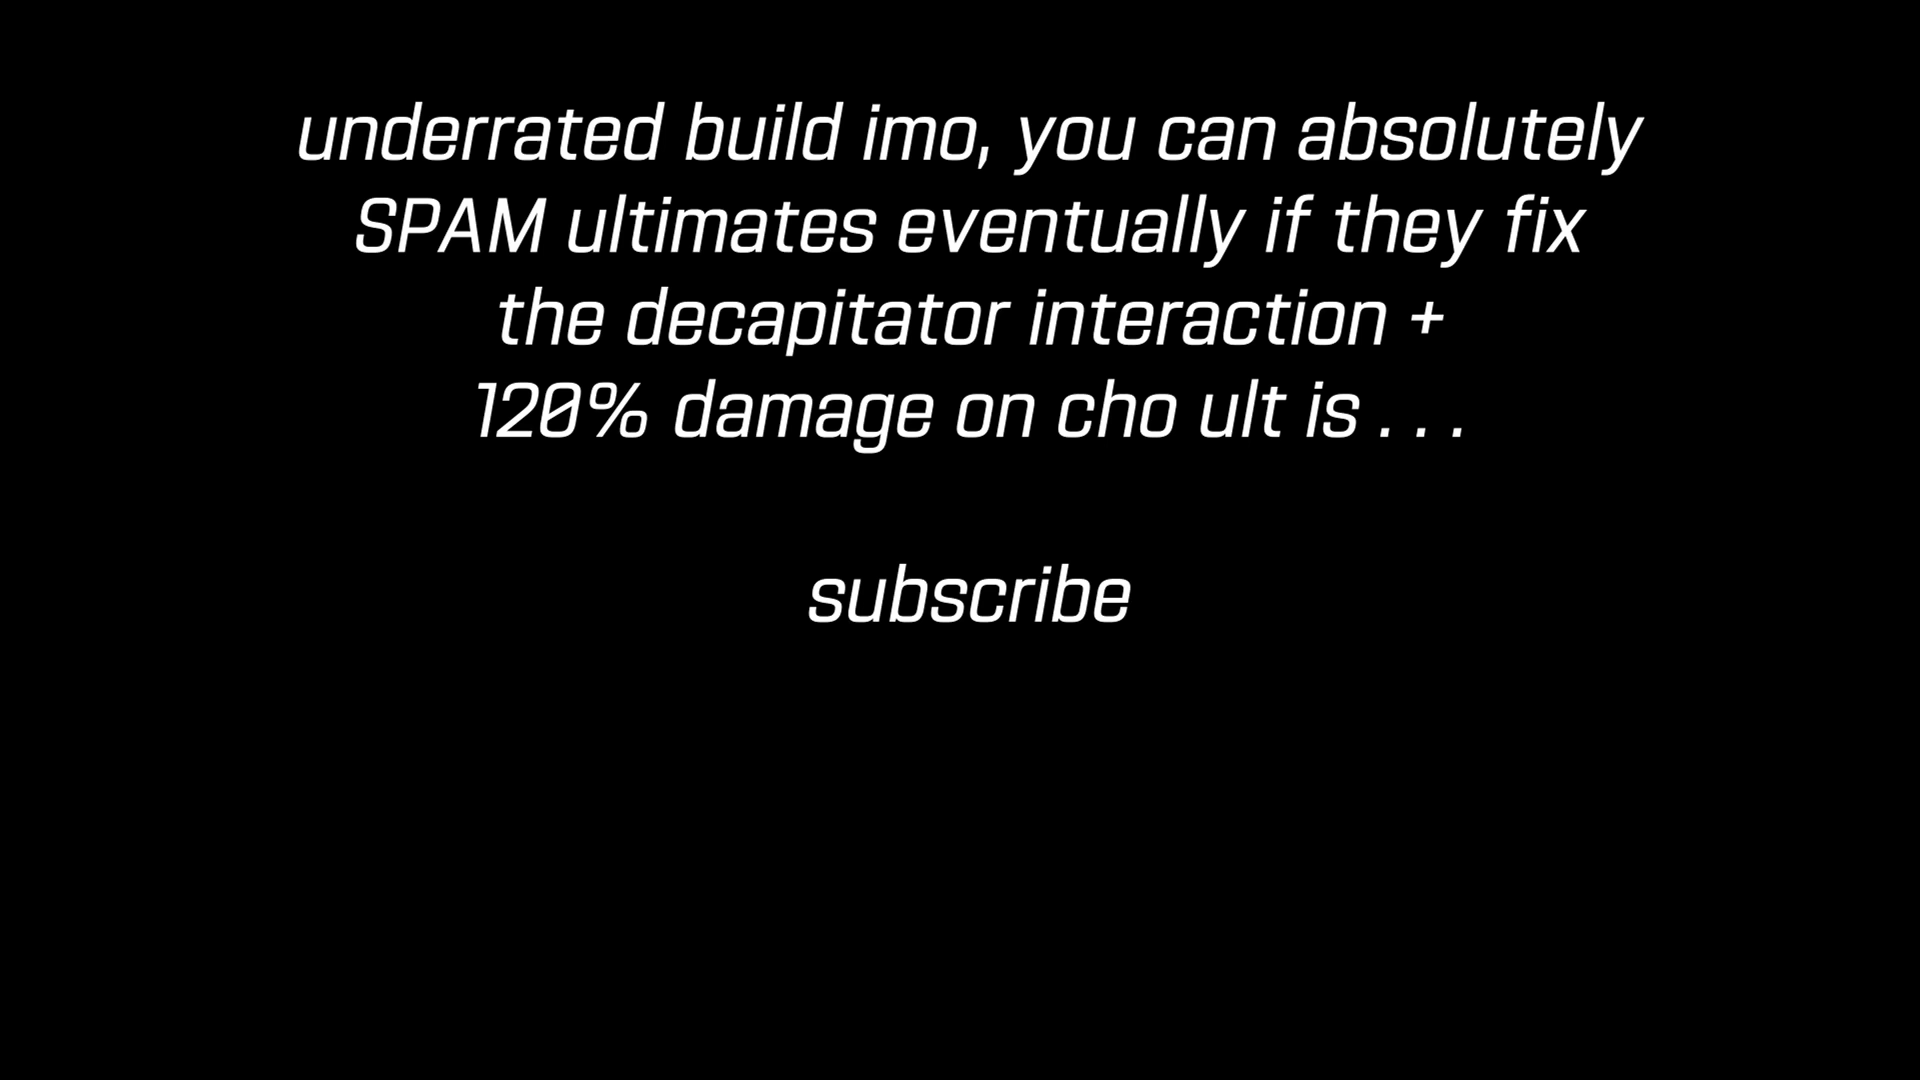 underrated build imo, you can absolutely
SPAM ultimates eventually if they fix
the decapitator interaction +
120% damage on cho ult is . . .
subscribe